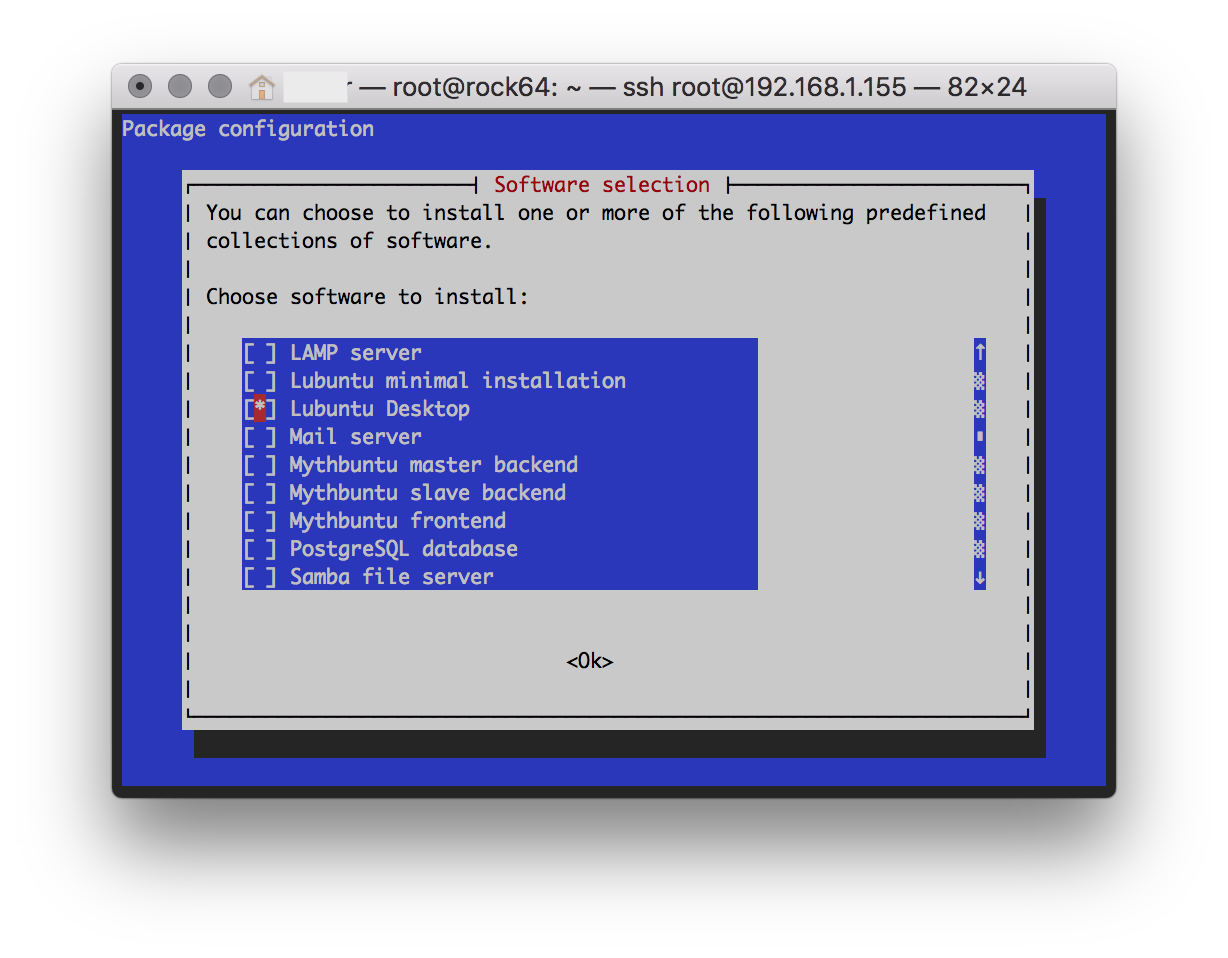 r — root@rock64: ~ — ssh root@192.168.1.155 — 82×24
Package configuration
Software selection
You can choose to install one or more of the following predefined
collections of software.
Choose software to install:
[ ] LAMP server
[ ] Lubuntu minimal installation
[*] Lubuntu Desktop
[ ] Mail server
[ ] Mythbuntu master backend
[ ] Mythbuntu slave backend
[ ] Mythbuntu frontend
[ ] PostgreSQL database
[ ] Samba file server
<Ok>